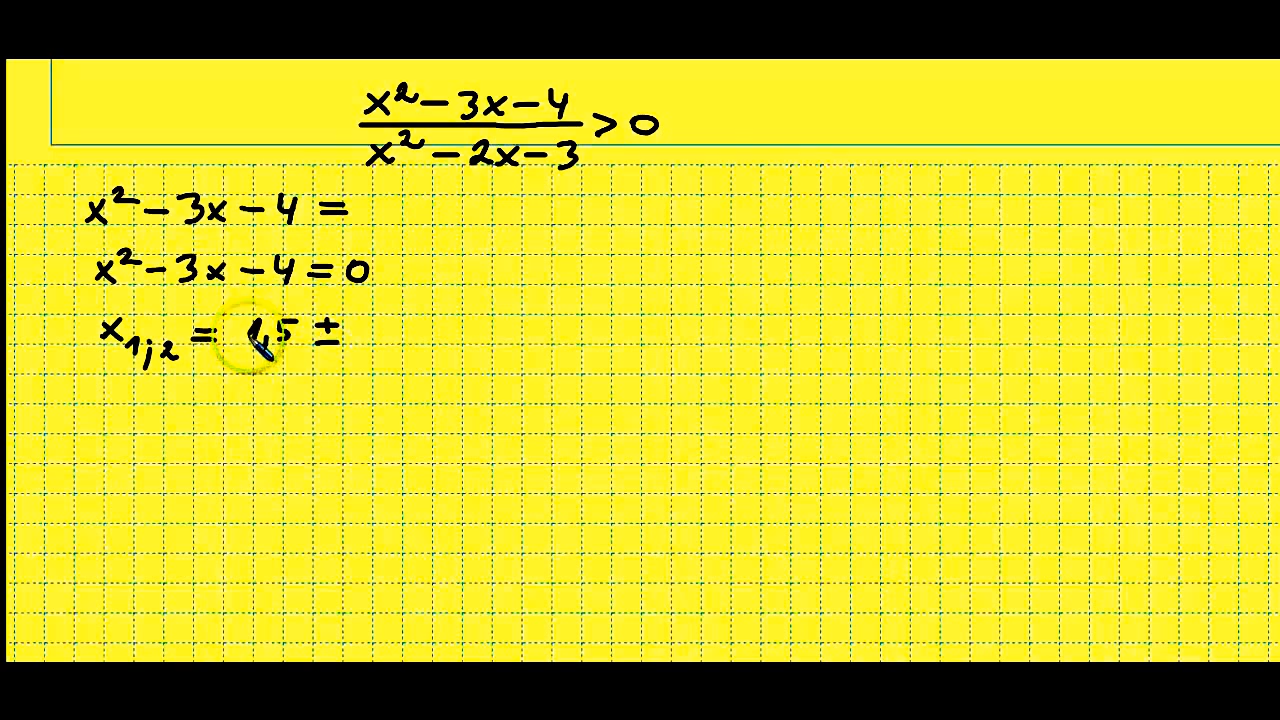 x² - 3x - 4
x² - 2x - 3
> 0
x² - 3x - 4 =
x² - 3x - 4 = 0
x₁;₂ = 1,5 ±